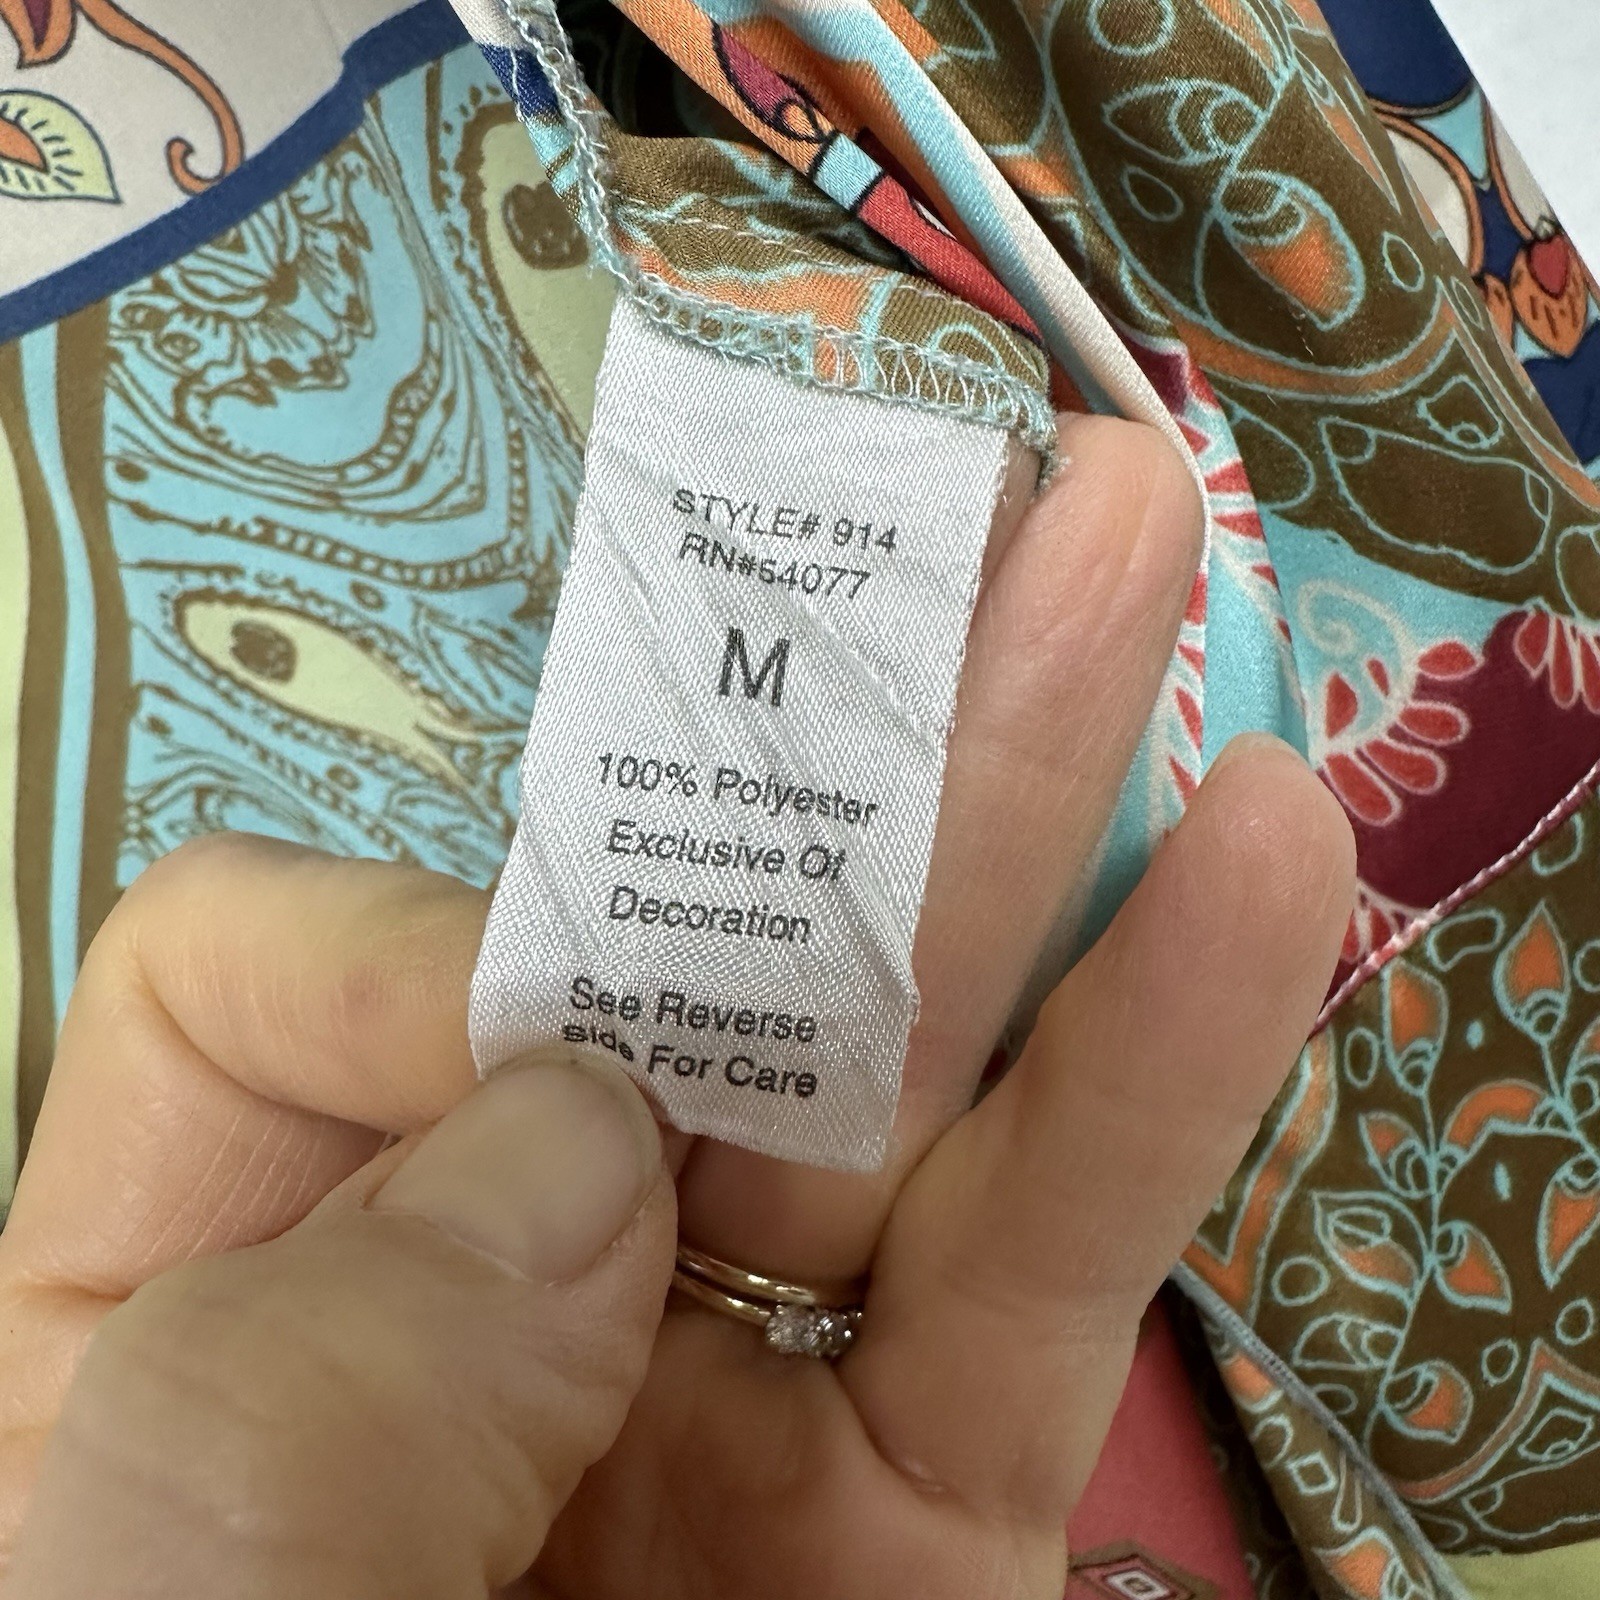 STYLE# 914
RN#54077
M
100% Polyester
Exclusive Of
Decoration
See Reverse
Side For Care